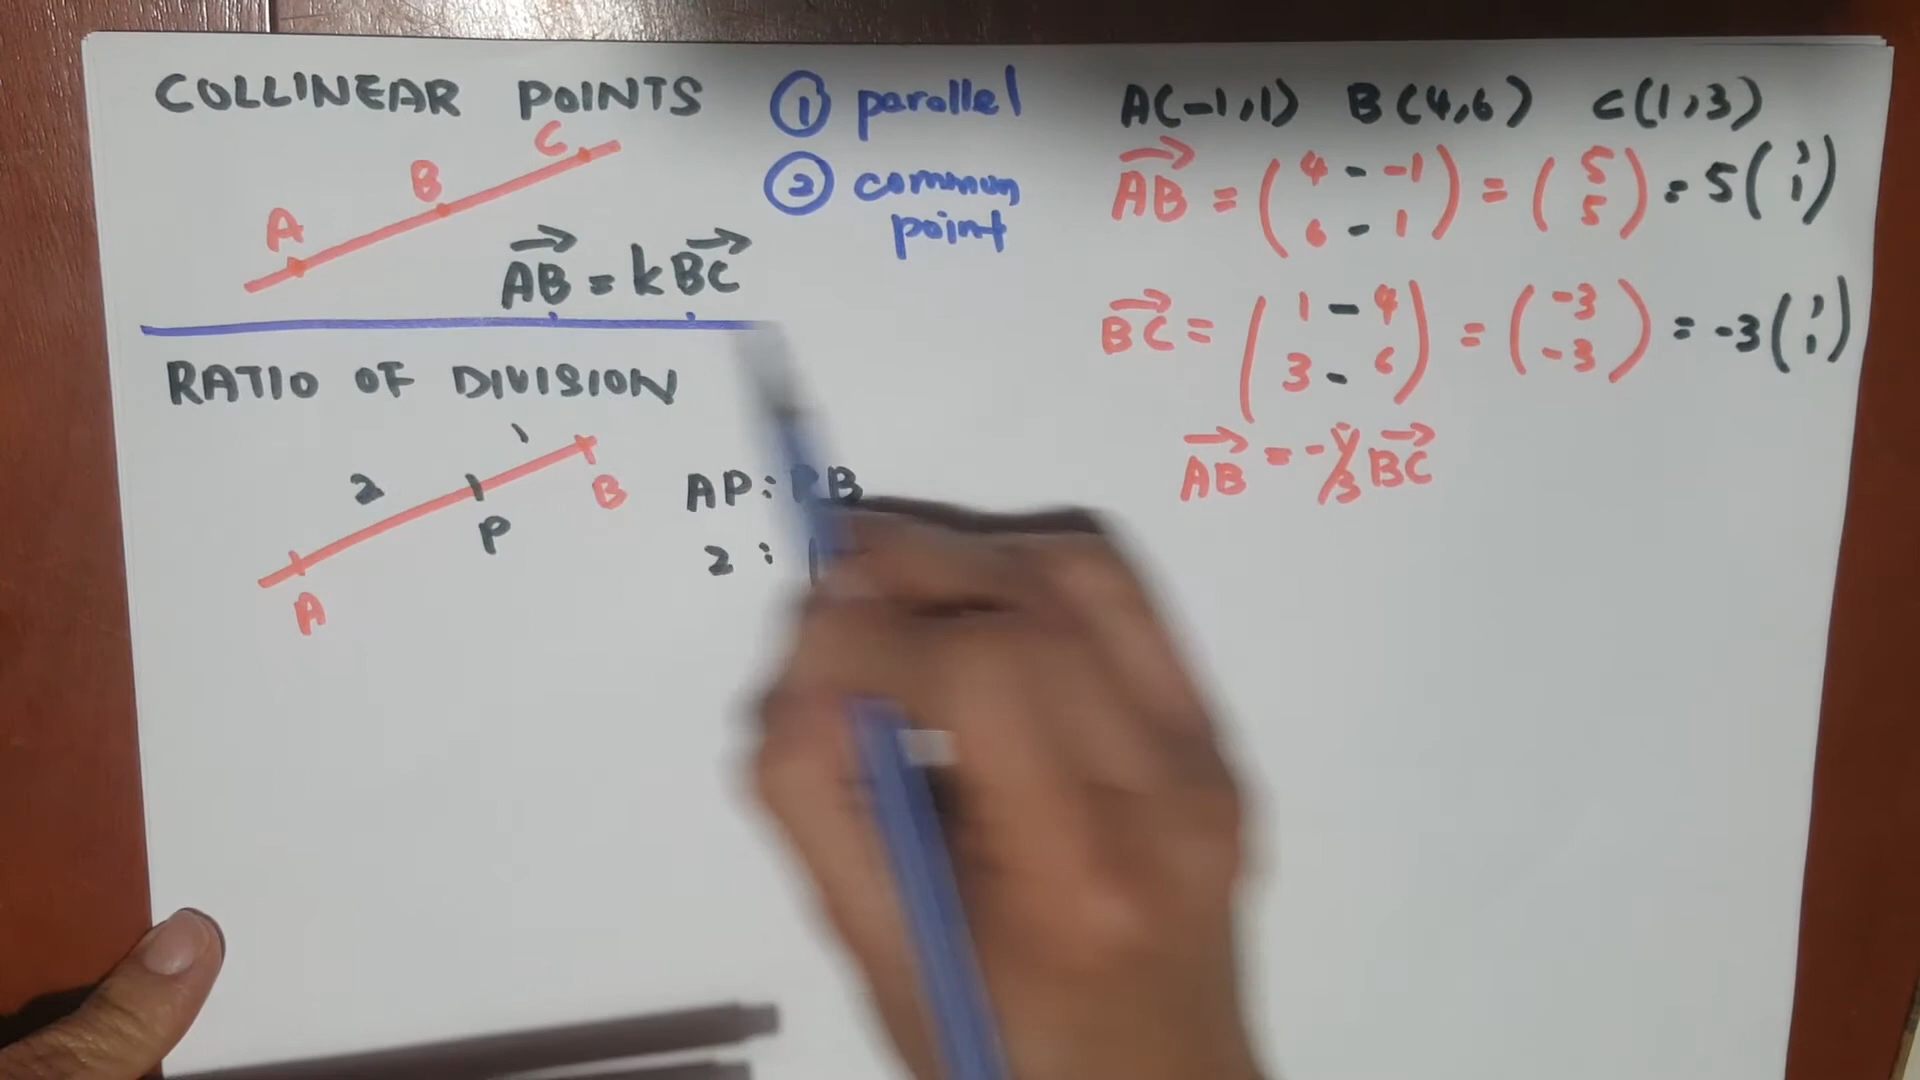 COLLINEAR POINTS
A B C
AB = kBC
① parallel
② common
point
A(-1,1) B(4,6) C(1,3)
AB = (4 - -1
6 - 1) = (5
5) = 5(1
1)
BC = (1 - 4
3 - 6) = (-3
-3) = -3(1
1)
AB = -5/3 BC
RATIO OF DIVISION
2 1
A P B
AP:PB
2 : 1